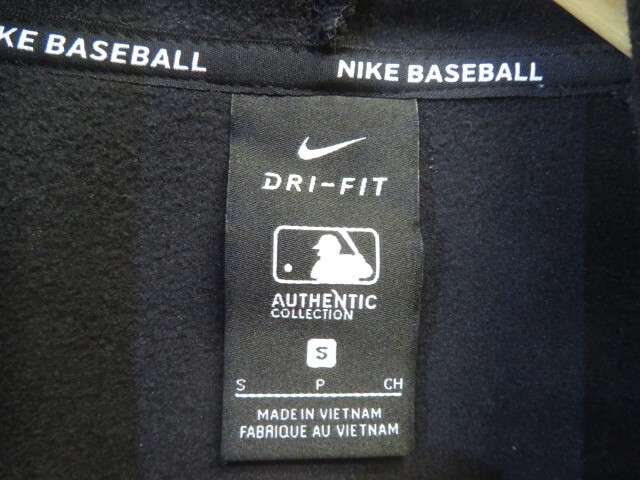 KE BASEBALL
NIKE BASEBALL
DRI-FIT
AUTHENTIC
COLLECTION
S
S P CH
MADE IN VIETNAM
FABRIQUE AU VIETNAM